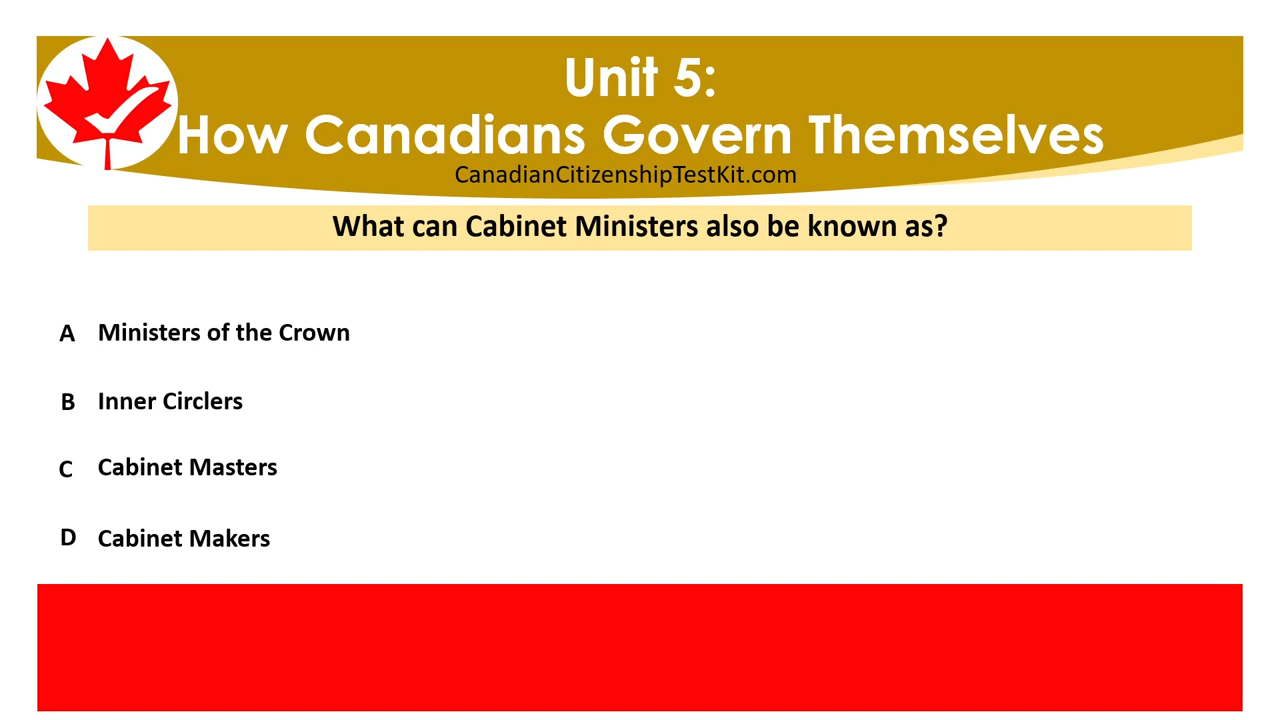 Unit 5:
How Canadians Govern Themselves
CanadianCitizenshipTestKit.com
What can Cabinet Ministers also be known as?
A Ministers of the Crown
B Inner Circlers
C Cabinet Masters
D Cabinet Makers